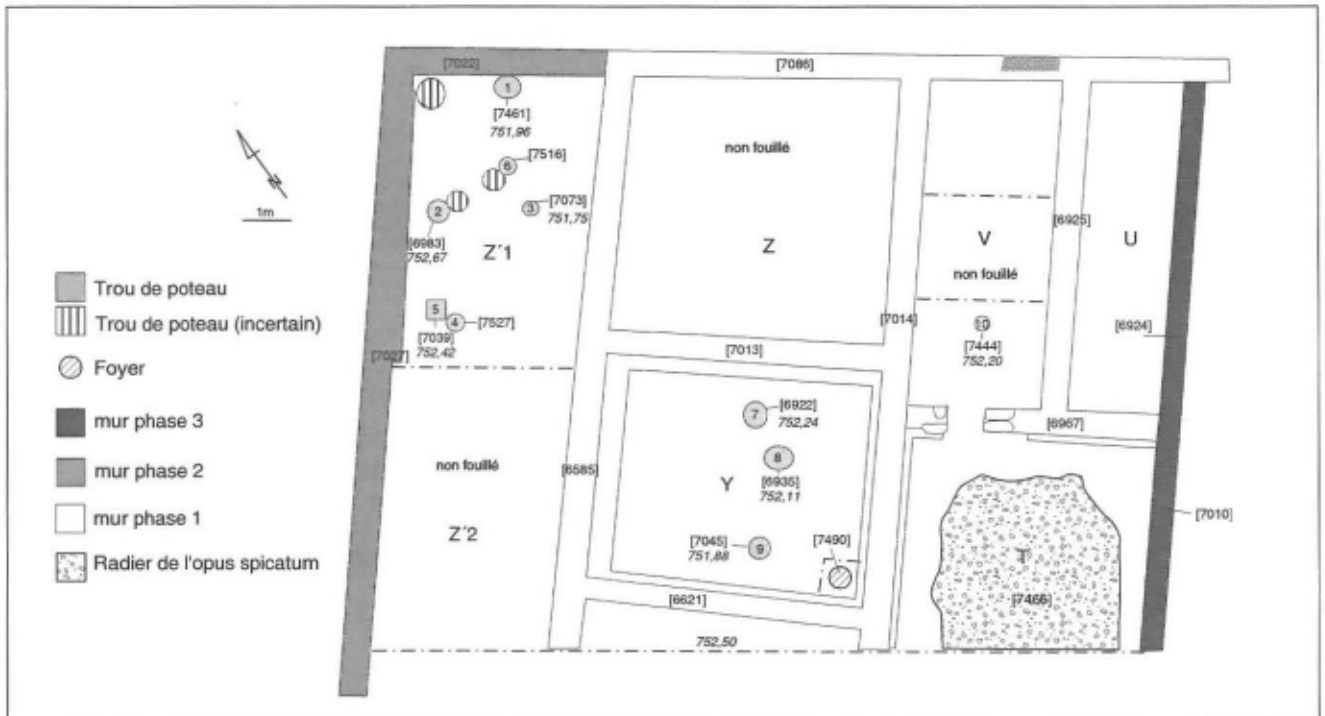 [7022]
[7086]
1
[7461]
751,96
non fouillé
6
[7516]
N
1m
2
3
[7073]
751,75
[6983]
752,67
Z'1
Z
V
[6925]
U
non fouillé
Trou de poteau
Trou de poteau (incertain)
5
4
[7527]
[7039]
752,42
[7027]
[7014]
10
[7444]
752,20
[6924]
[7013]
Foyer
mur phase 3
7
[6922]
752,24
[6967]
mur phase 2
non fouillé
[6585]
8
[6935]
752,11
Y
mur phase 1
Z'2
[7010]
[7045]
751,88
9
[7490]
Radier de l'opus spicatum
T
[7466]
[6621]
752,50